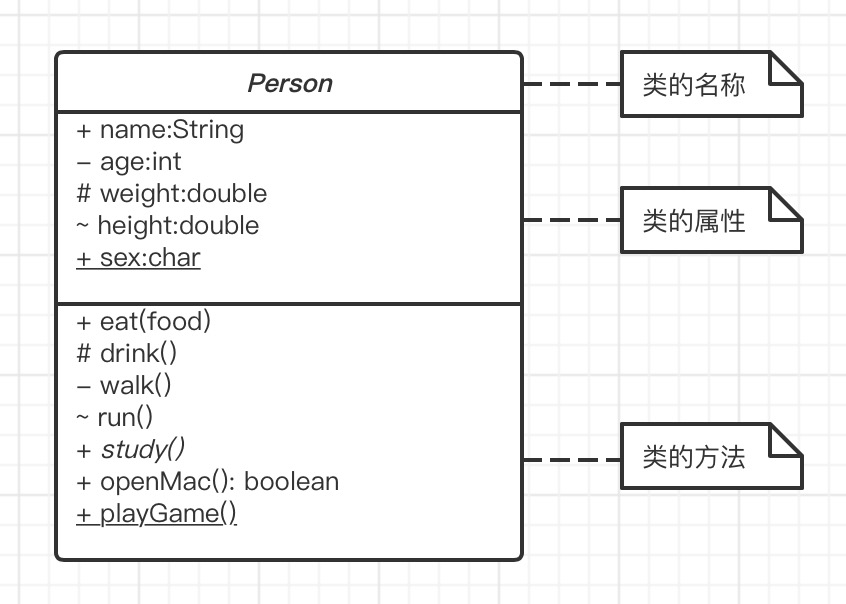 Person
类的名称
+ name:String
– age:int
# weight:double
~ height:double
+ sex:char
类的属性
+ eat(food)
# drink()
– walk()
~ run()
+ study()
+ openMac(): boolean
+ playGame()
类的方法